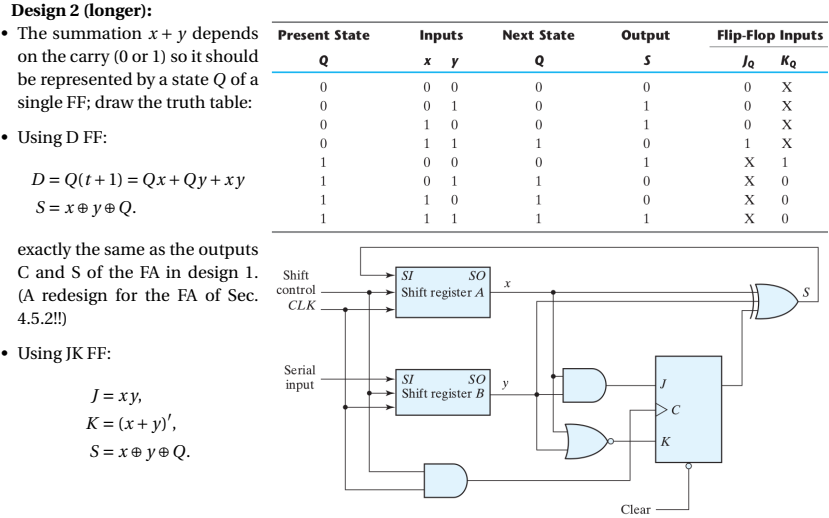 Design 2 (longer):
• The summation x + y depends
on the carry (0 or 1) so it should
be represented by a state Q of a
single FF; draw the truth table:
• Using D FF:
D = Q(t + 1) = Qx + Qy + xy
S = x ⊕ y ⊕ Q.
exactly the same as the outputs
C and S of the FA in design 1.
(A redesign for the FA of Sec.
4.5.2!!)
• Using JK FF:
J = xy,
K = (x + y)′,
S = x ⊕ y ⊕ Q.
Present State Inputs Next State Output Flip-Flop Inputs
Q x y Q S J_Q K_Q
0 0 0 0 0 0 X
0 0 1 0 1 0 X
0 1 0 0 1 0 X
0 1 1 1 0 1 X
1 0 0 0 1 X 1
1 0 1 1 0 X 0
1 1 0 1 0 X 0
1 1 1 1 1 X 0
Shift
control
CLK
SI SO
Shift register A
x
S
Serial
input
SI SO
Shift register B
y
J
C
K
Clear